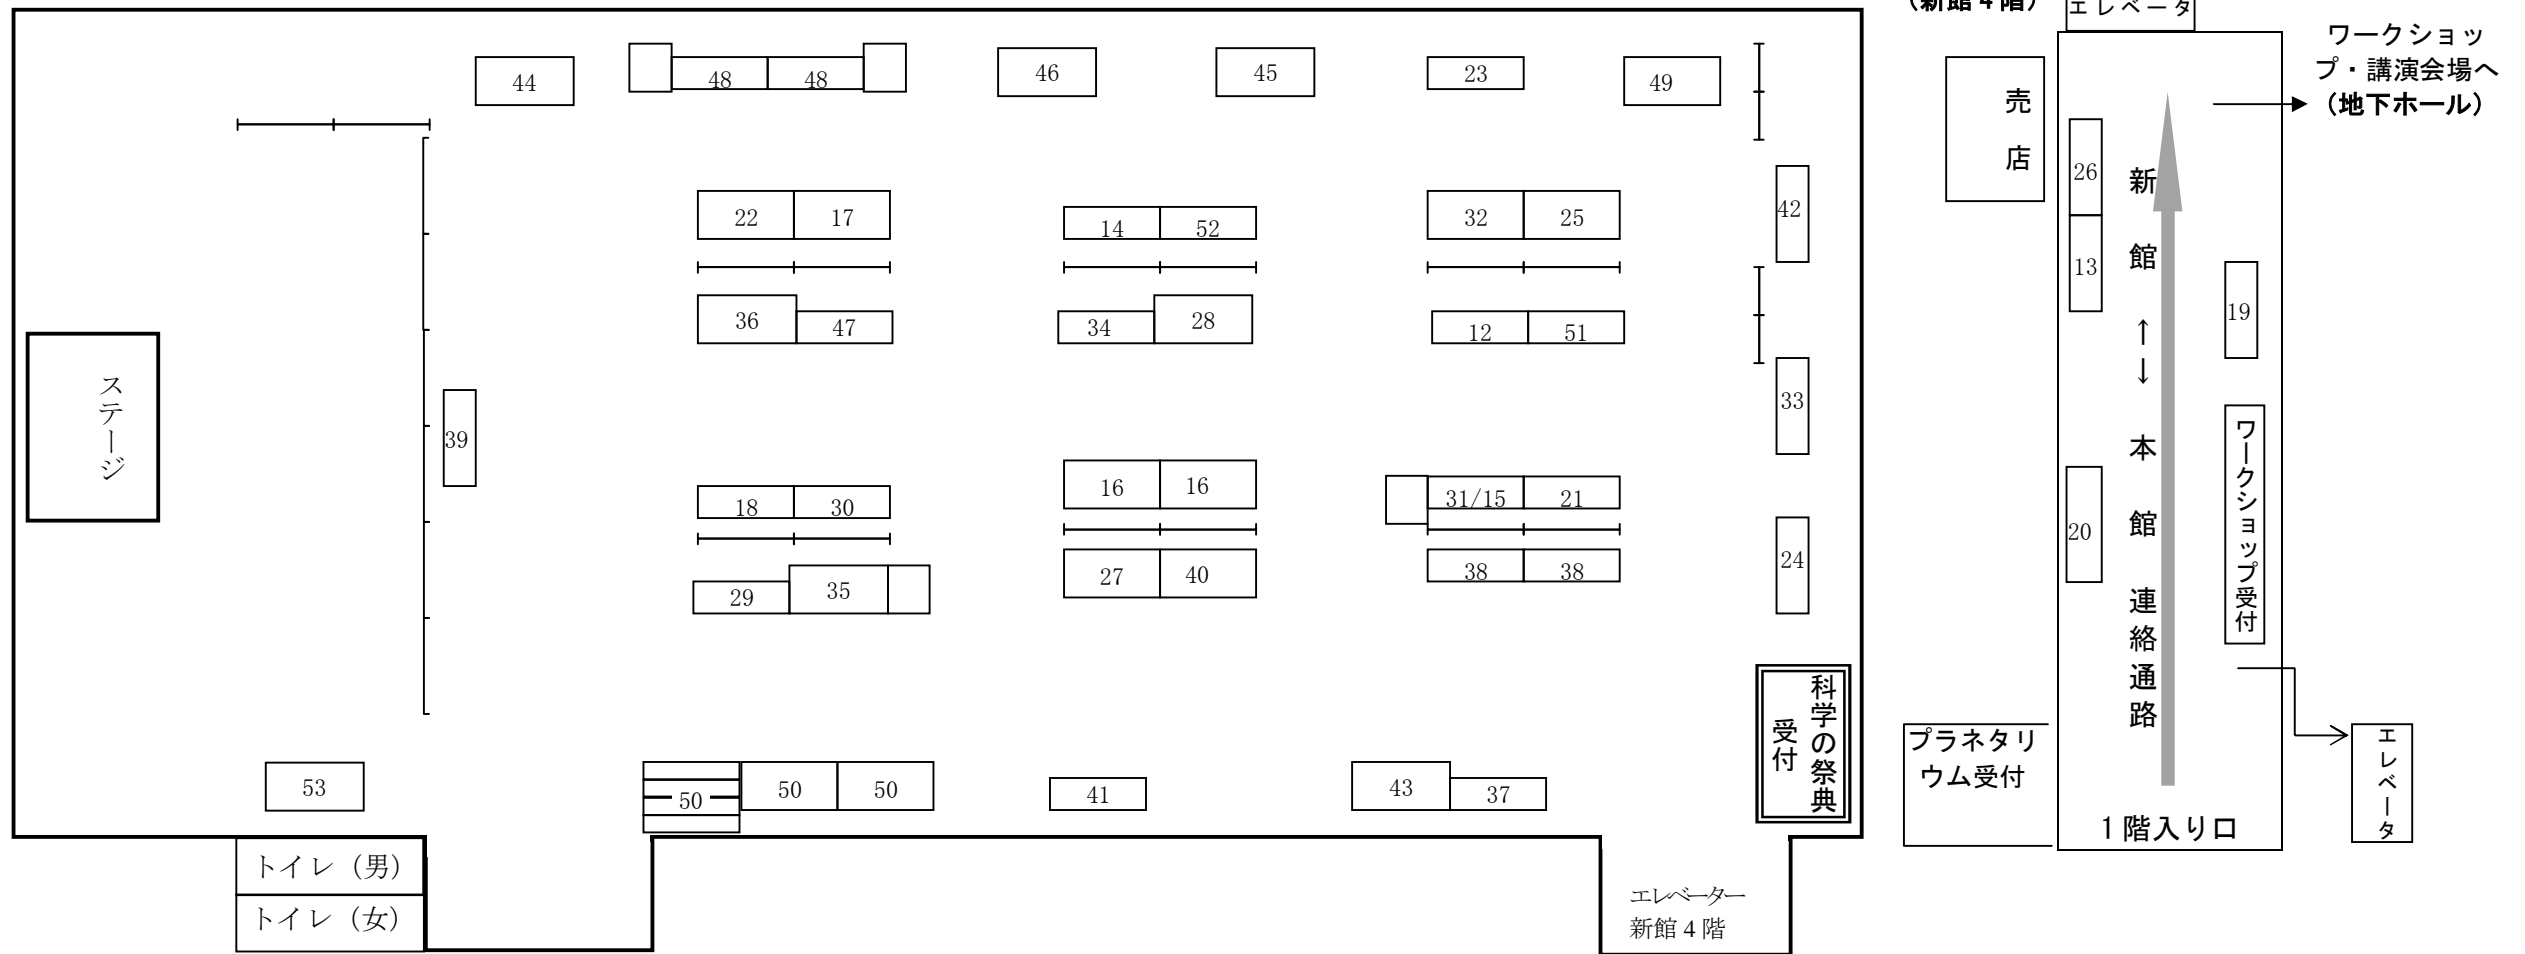 (新館4階)
エレベータ
ワークショッ
プ・講演会場へ
(地下ホール)
44
48
48
46
45
23
49
売店
22
17
14
52
32
25
42
26
13
19
36
47
34
28
12
51
33
ステージ
39
18
30
16
16
31/15
21
24
20
29
35
27
40
38
38
新館↑↓本館連絡通路
ワークショップ受付
科学の祭典
受付
プラネタリ
ウム受付
エレベータ
53
50
50
50
41
43
37
1階入り口
トイレ(男)
トイレ(女)
エレベーター
新館4階